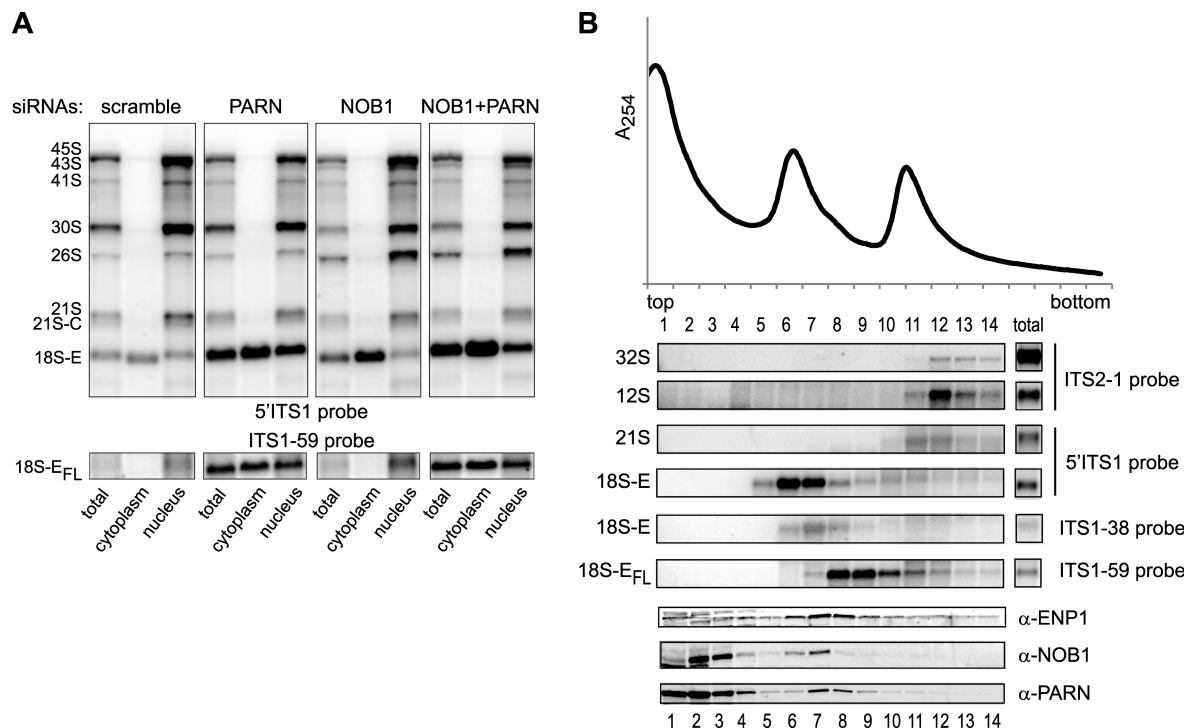 A
siRNAs: scramble PARN NOB1 NOB1+PARN
45S
43S
41S
30S
26S
21S
21S-C
18S-E
5'ITS1 probe
ITS1-59 probe
18S-EFL
total cytoplasm nucleus total cytoplasm nucleus total cytoplasm nucleus total cytoplasm nucleus
B
A254
top bottom
1 2 3 4 5 6 7 8 9 10 11 12 13 14 total
32S
ITS2-1 probe
12S
21S
5'ITS1 probe
18S-E
18S-E ITS1-38 probe
18S-EFL ITS1-59 probe
α-ENP1
α-NOB1
α-PARN
1 2 3 4 5 6 7 8 9 10 11 12 13 14